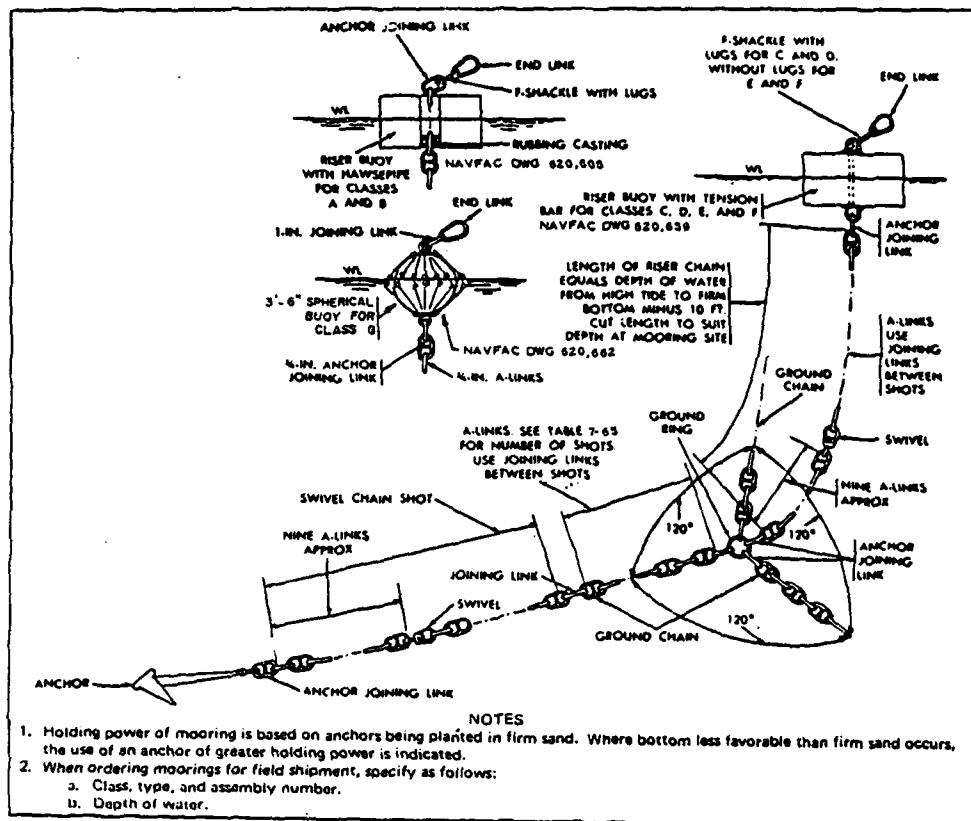 ANCHOR JOINING LINK
END LINK
F-SHACKLE WITH LUGS
WL
RUBBING CASTING
NAVFAC DWG 620,605
RISER BUOY
WITH HAWSEPIPE
FOR CLASSES
A AND B
F-SHACKLE WITH
LUGS FOR C AND D,
WITHOUT LUGS FOR
E AND F
END LINK
WL
RISER BUOY WITH TENSION
BAR FOR CLASSES C, D, E, AND F
NAVFAC DWG 620,659
ANCHOR
JOINING
LINK
1-IN. JOINING LINK
END LINK
WL
3'-6" SPHERICAL
BUOY FOR
CLASS G
NAVFAC DWG 620,662
¾-IN. ANCHOR
JOINING LINK
¾-IN. A-LINKS
LENGTH OF RISER CHAIN
EQUALS DEPTH OF WATER
FROM HIGH TIDE TO FIRM
BOTTOM MINUS 10 FT.
CUT LENGTH TO SUIT
DEPTH AT MOORING SITE
A-LINKS
USE
JOINING
LINKS
BETWEEN
SHOTS
GROUND
CHAIN
GROUND
RING
SWIVEL
A-LINKS. SEE TABLE 7-65
FOR NUMBER OF SHOTS.
USE JOINING LINKS
BETWEEN SHOTS
NINE A-LINKS
APPROX
SWIVEL CHAIN SHOT
NINE A-LINKS
APPROX
120°
120°
120°
ANCHOR
JOINING
LINK
JOINING LINK
SWIVEL
GROUND CHAIN
ANCHOR
ANCHOR JOINING LINK
NOTES
1. Holding power of mooring is based on anchors being planted in firm sand. Where bottom less favorable than firm sand occurs,
the use of an anchor of greater holding power is indicated.
2. When ordering moorings for field shipment, specify as follows:
a. Class, type, and assembly number.
b. Depth of water.